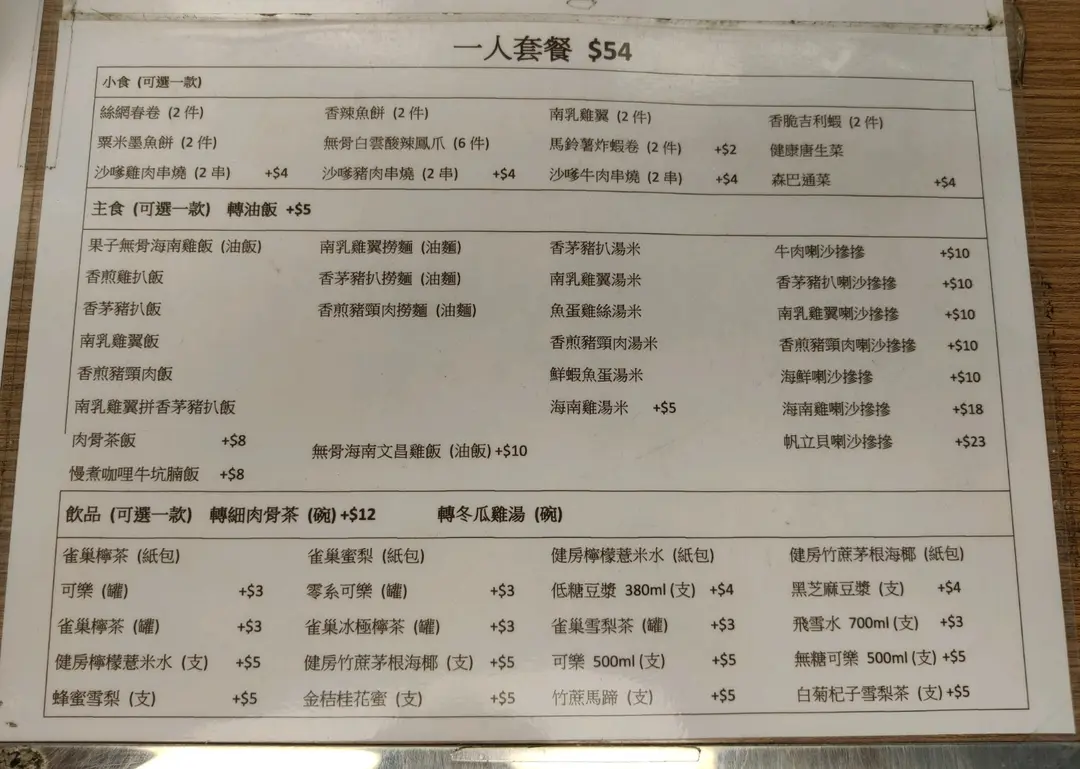 一人套餐 $54
小食 (可選一款)
絲網春卷 (2 件) 香辣魚餅 (2 件) 南乳雞翼 (2 件) 香脆吉利蝦 (2 件)
粟米墨魚餅 (2 件) 無骨白雲酸辣鳳爪 (6 件) 馬鈴薯炸蝦卷 (2 件) +$2 健康唐生菜
沙嗲雞肉串燒 (2 串) +$4 沙嗲豬肉串燒 (2 串) +$4 沙嗲牛肉串燒 (2 串) +$4 森巴通菜 +$4
主食 (可選一款) 轉油飯 +$5
果子無骨海南雞飯 (油飯) 南乳雞翼撈麵 (油麵) 香茅豬扒湯米 牛肉喇沙摻摻 +$10
香煎雞扒飯 香茅豬扒撈麵 (油麵) 南乳雞翼湯米 香茅豬扒喇沙摻摻 +$10
香茅豬扒飯 香煎豬頸肉撈麵 (油麵) 魚蛋雞絲湯米 南乳雞翼喇沙摻摻 +$10
南乳雞翼飯 香煎豬頸肉湯米 香煎豬頸肉喇沙摻摻 +$10
香煎豬頸肉飯 鮮蝦魚蛋湯米 海鮮喇沙摻摻 +$10
南乳雞翼拼香茅豬扒飯 海南雞湯米 +$5 海南雞喇沙摻摻 +$18
肉骨茶飯 +$8 無骨海南文昌雞飯 (油飯) +$10 帆立貝喇沙摻摻 +$23
慢煮咖哩牛坑腩飯 +$8
飲品 (可選一款) 轉細肉骨茶 (碗) +$12 轉冬瓜雞湯 (碗)
雀巢檸茶 (紙包) 雀巢蜜梨 (紙包) 健房檸檬薏米水 (紙包) 健房竹蔗茅根海椰 (紙包)
可樂 (罐) +$3 零系可樂 (罐) +$3 低糖豆漿 380ml (支) +$4 黑芝麻豆漿 (支) +$4
雀巢檸茶 (罐) +$3 雀巢冰極檸茶 (罐) +$3 雀巢雪梨茶 (罐) +$3 飛雪水 700ml (支) +$3
健房檸檬薏米水 (支) +$5 健房竹蔗茅根海椰 (支) +$5 可樂 500ml (支) +$5 無糖可樂 500ml (支) +$5
蜂蜜雪梨 (支) +$5 金桔桂花蜜 (支) +$5 竹蔗馬蹄 (支) +$5 白菊杞子雪梨茶 (支) +$5